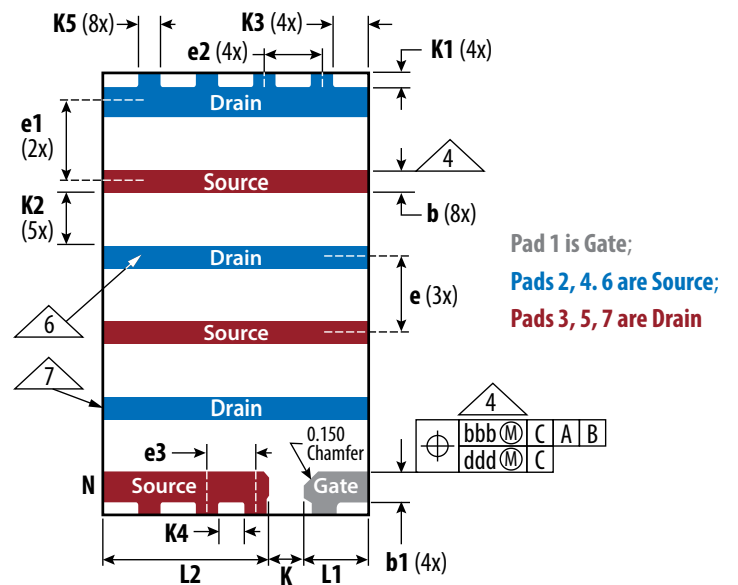 K5 (8x)
K3 (4x)
e2 (4x)
K1 (4x)
Drain
e1
(2x)
4
Source
K2
(5x)
b (8x)
Pad 1 is Gate;
Drain
Pads 2, 4. 6 are Source;
e (3x)
6
Pads 3, 5, 7 are Drain
Source
7
Drain
4
0.150
Chamfer
bbb Ⓜ C A B
ddd Ⓜ C
e3
N
Source
Gate
K4
b1 (4x)
L2
K
L1